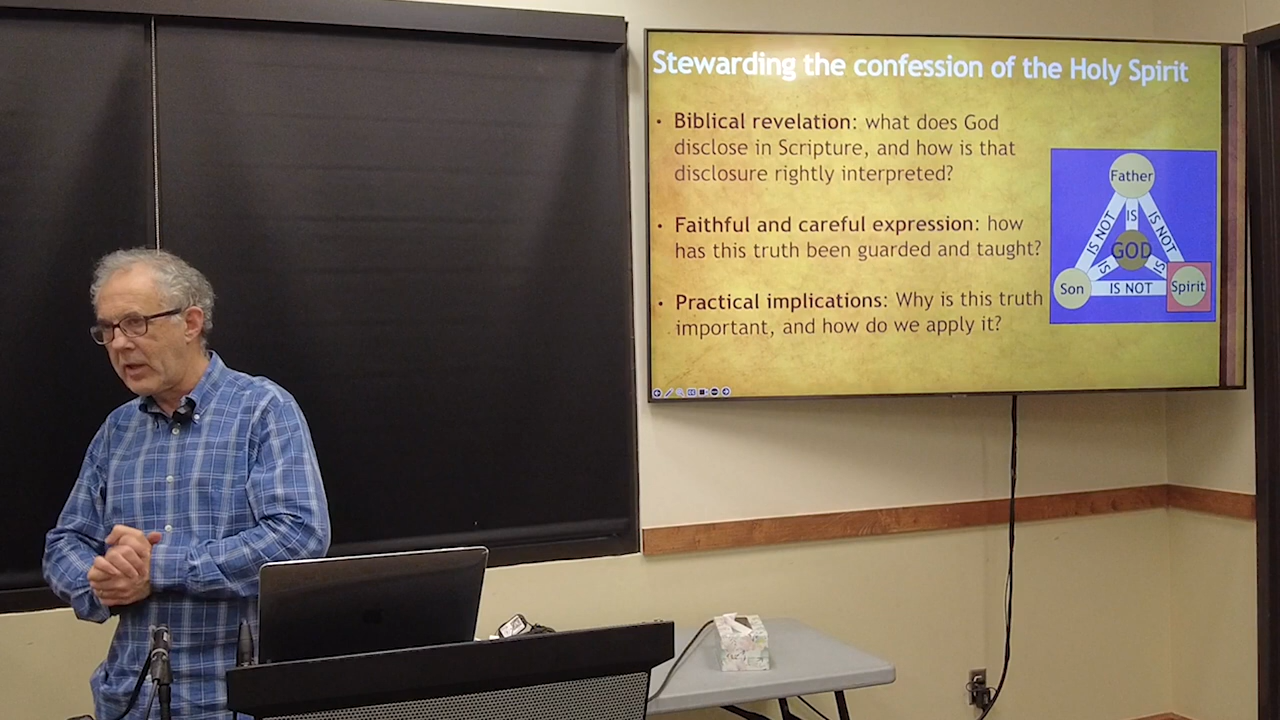 Stewarding the confession of the Holy Spirit
• Biblical revelation: what does God
disclose in Scripture, and how is that
disclosure rightly interpreted?
• Faithful and careful expression: how
has this truth been guarded and taught?
• Practical implications: Why is this truth
important, and how do we apply it?
Father
IS NOT
IS
IS NOT
GOD
IS
IS
Son
IS NOT
Spirit